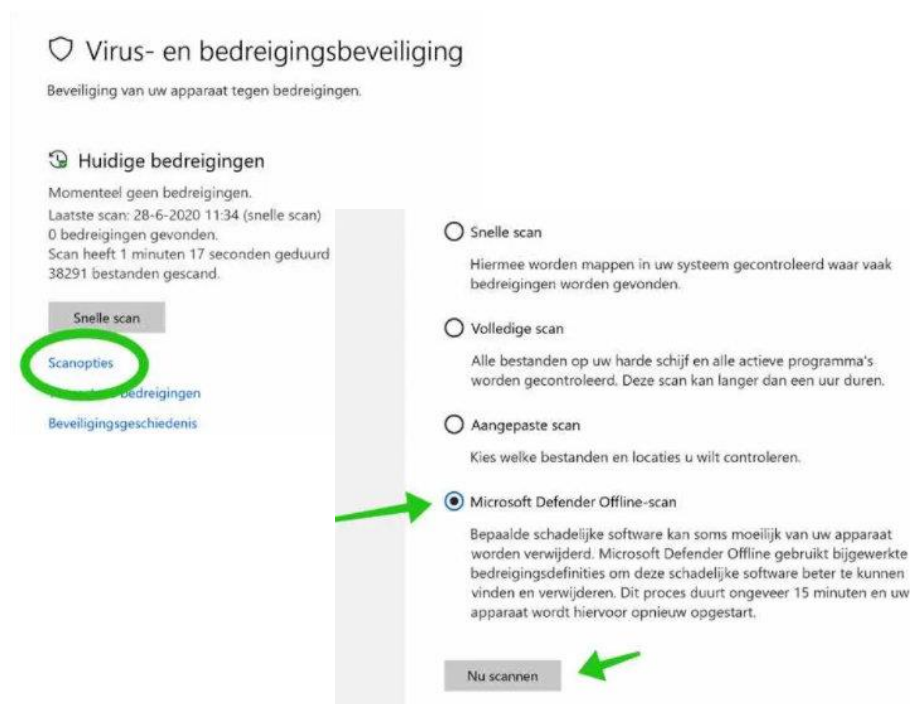 Virus- en bedreigingsbeveiliging
Beveiliging van uw apparaat tegen bedreigingen.
Huidige bedreigingen
Momenteel geen bedreigingen.
Laatste scan: 28-6-2020 11:34 (snelle scan)
0 bedreigingen gevonden.
Scan heeft 1 minuten 17 seconden geduurd
38291 bestanden gescand.
Snelle scan
Scanopties
bedreigingen
Beveiligingsgeschiedenis
Snelle scan
Hiermee worden mappen in uw systeem gecontroleerd waar vaak
bedreigingen worden gevonden.
Volledige scan
Alle bestanden op uw harde schijf en alle actieve programma's
worden gecontroleerd. Deze scan kan langer dan een uur duren.
Aangepaste scan
Kies welke bestanden en locaties u wilt controleren.
Microsoft Defender Offline-scan
Bepaalde schadelijke software kan soms moeilijk van uw apparaat
worden verwijderd. Microsoft Defender Offline gebruikt bijgewerkte
bedreigingsdefinities om deze schadelijke software beter te kunnen
vinden en verwijderen. Dit proces duurt ongeveer 15 minuten en uw
apparaat wordt hiervoor opnieuw opgestart.
Nu scannen